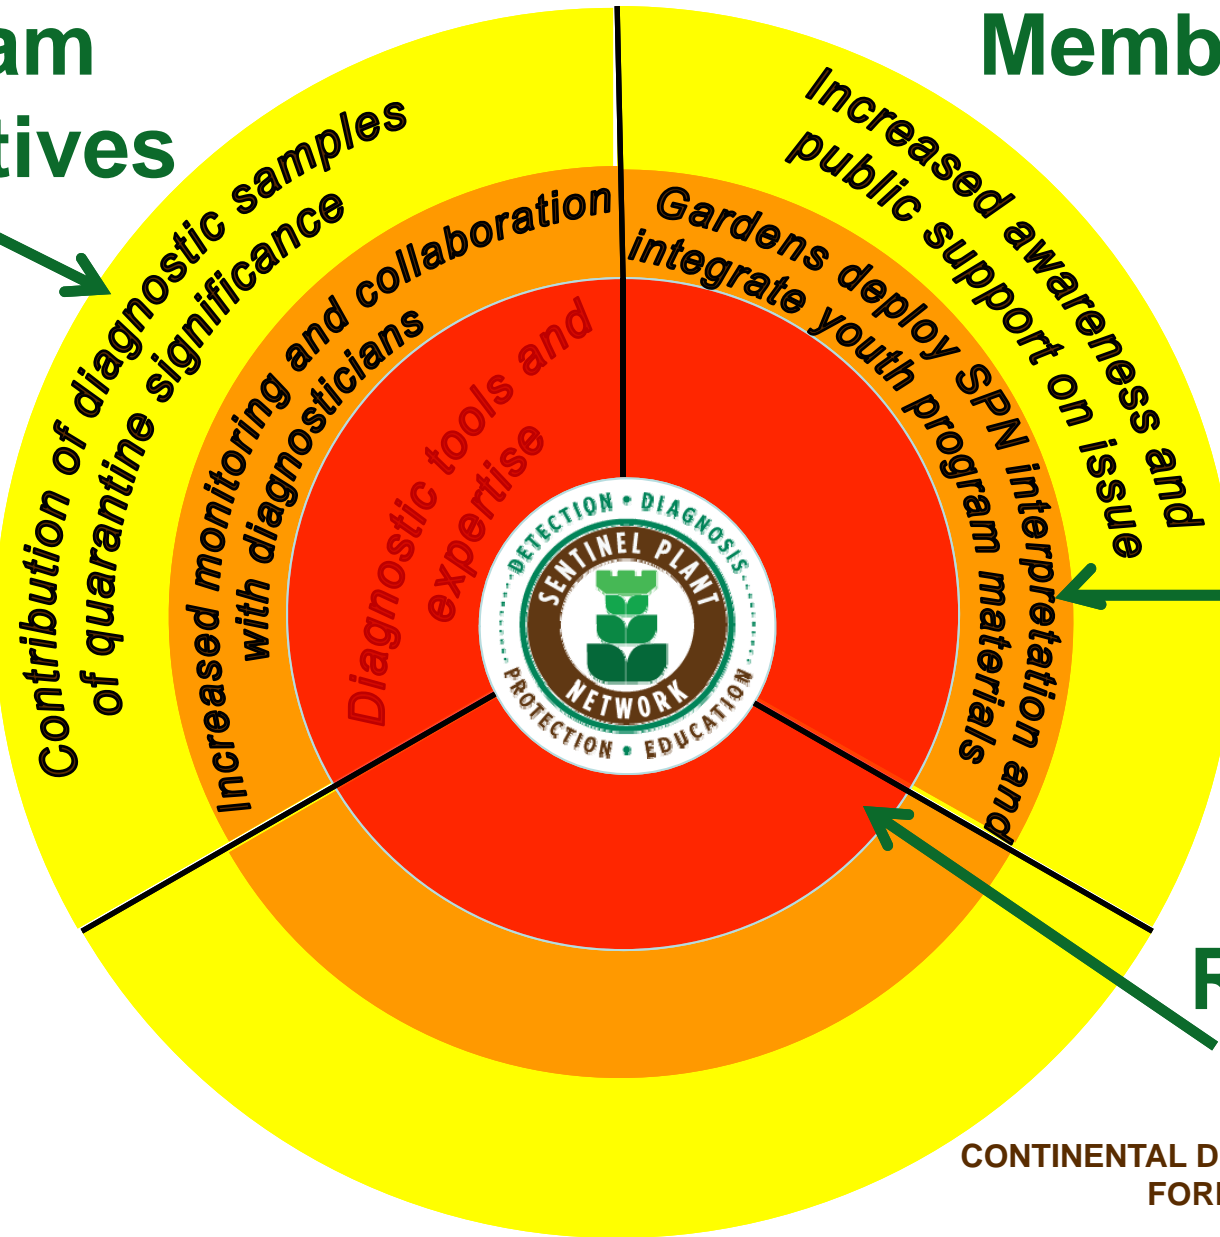 am
tives
Memb
Contribution of diagnostic samples
of quarantine significance
Increased monitoring and collaboration
with diagnosticians
Diagnostic tools and
expertise
Increased awareness and
public support on issue
Gardens deploy SPN interpretation and
integrate youth program materials
DETECTION • DIAGNOSIS
SENTINEL PLANT
NETWORK
PROTECTION • EDUCATION
R
CONTINENTAL D
FOR